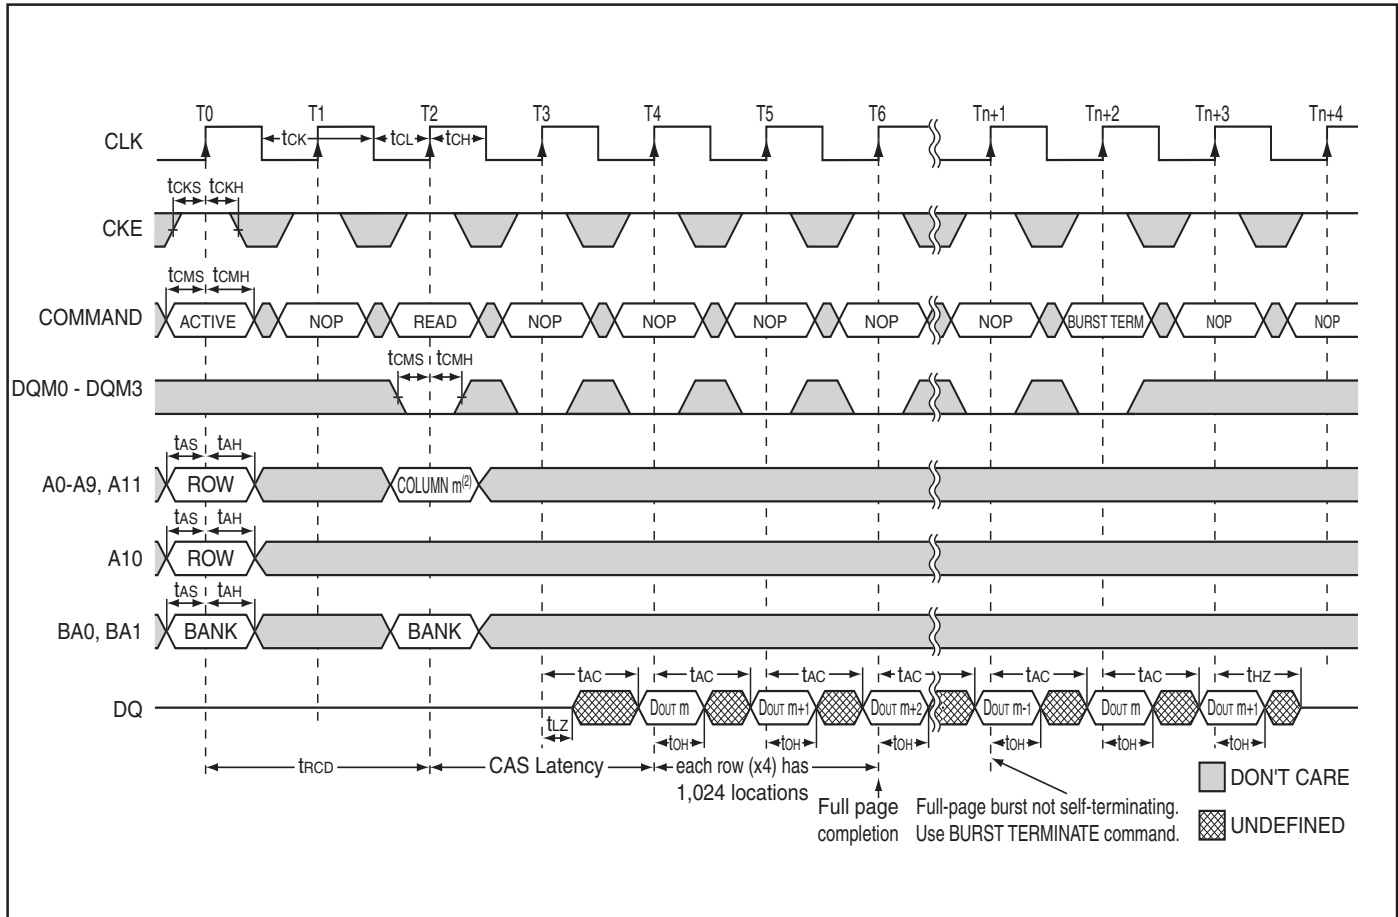 T0 T1 T2 T3 T4 T5 T6 Tn+1 Tn+2 Tn+3 Tn+4
CLK tCK tCL tCH
tCKS tCKH
CKE
tCMS tCMH
COMMAND ACTIVE NOP READ NOP NOP NOP NOP NOP BURST TERM NOP NOP
tCMS tCMH
DQM0 - DQM3
tAS tAH
A0-A9, A11 ROW COLUMN m(2)
tAS tAH
A10 ROW
tAS tAH
BA0, BA1 BANK BANK
tAC tAC tAC tAC tAC tAC tHZ
DQ DOUT m DOUT m+1 DOUT m+2 DOUT m-1 DOUT m DOUT m+1
tLZ tOH tOH tOH tOH tOH tOH
tRCD CAS Latency each row (x4) has
1,024 locations
Full page
completion
Full-page burst not self-terminating.
Use BURST TERMINATE command.
DON'T CARE
UNDEFINED